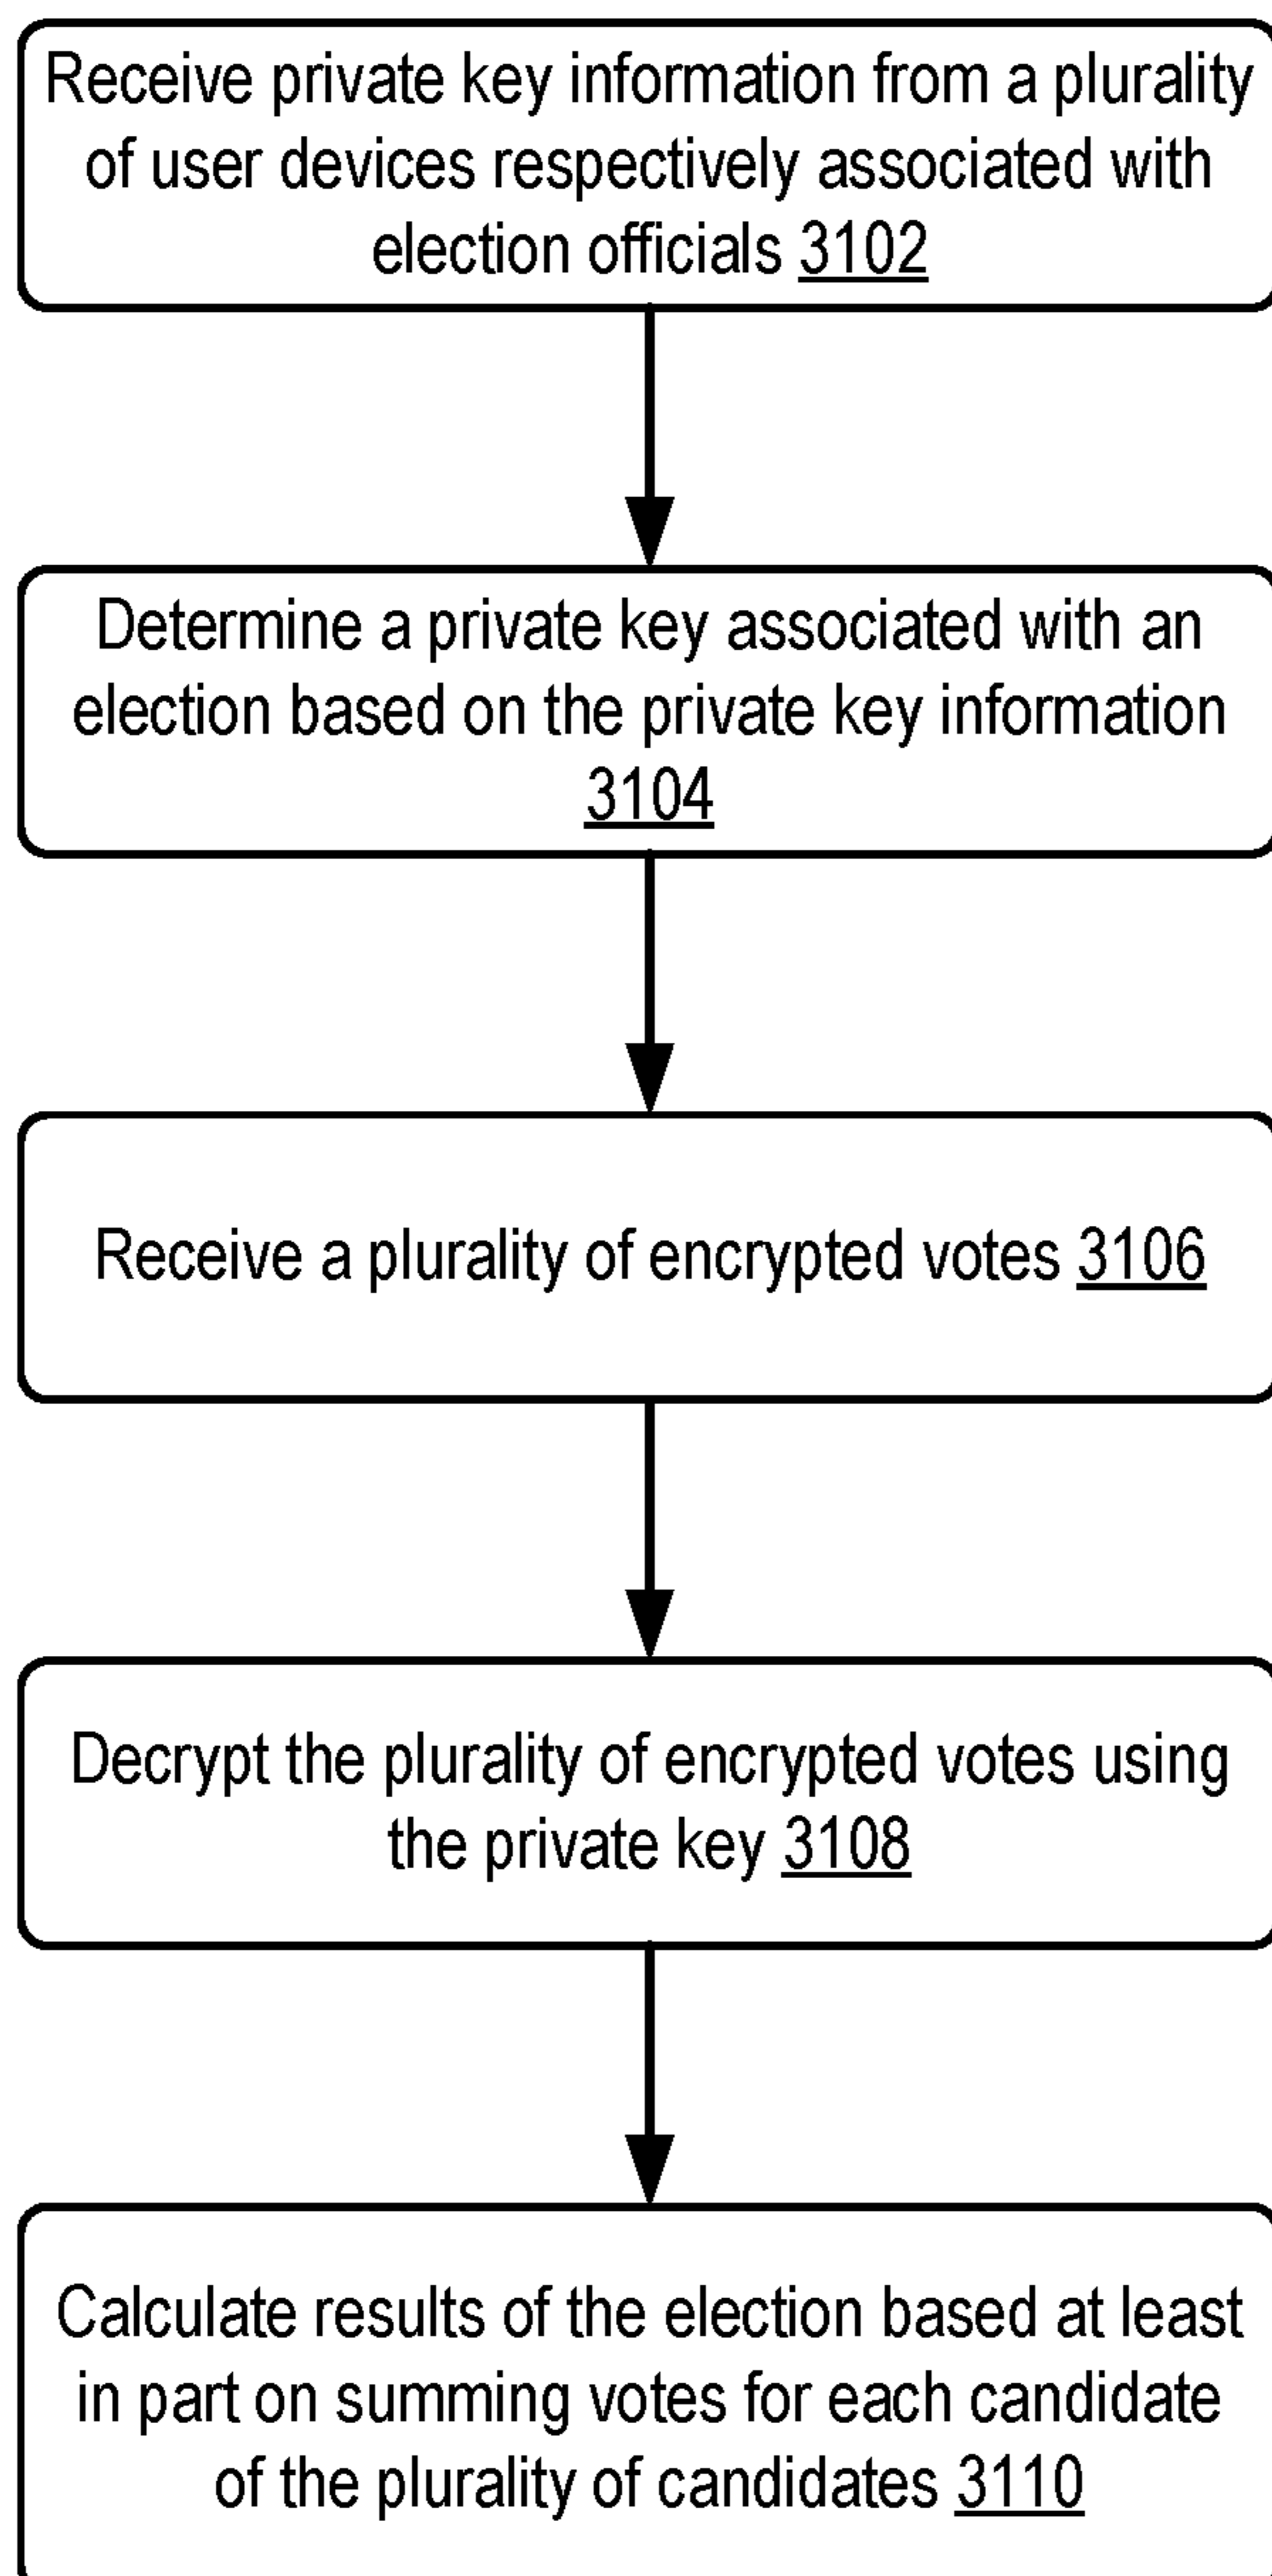 Receive private key information from a plurality
of user devices respectively associated with
election officials 3102
Determine a private key associated with an
election based on the private key information
3104
Receive a plurality of encrypted votes 3106
Decrypt the plurality of encrypted votes using
the private key 3108
Calculate results of the election based at least
in part on summing votes for each candidate
of the plurality of candidates 3110